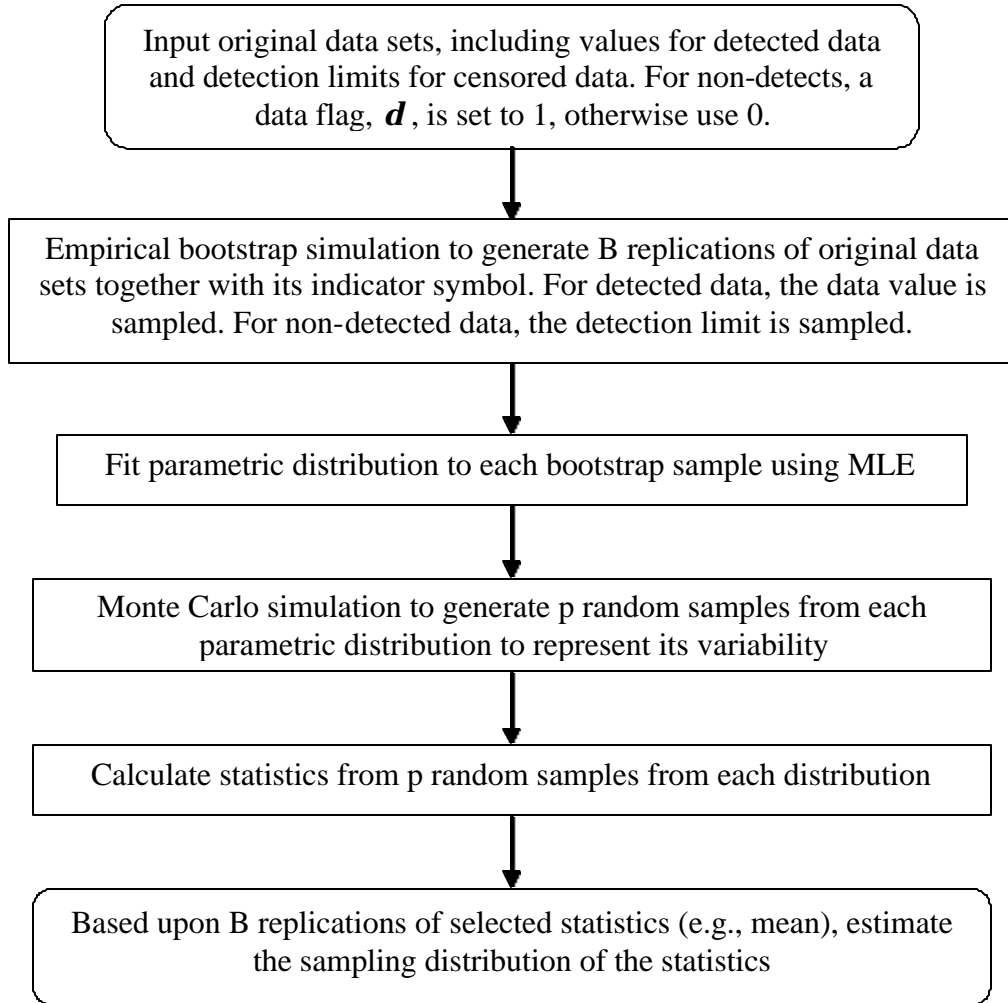 Input original data sets, including values for detected data
and detection limits for censored data. For non-detects, a
data flag, d , is set to 1, otherwise use 0.
Empirical bootstrap simulation to generate B replications of original data
sets together with its indicator symbol. For detected data, the data value is
sampled. For non-detected data, the detection limit is sampled.
Fit parametric distribution to each bootstrap sample using MLE
Monte Carlo simulation to generate p random samples from each
parametric distribution to represent its variability
Calculate statistics from p random samples from each distribution
Based upon B replications of selected statistics (e.g., mean), estimate
the sampling distribution of the statistics